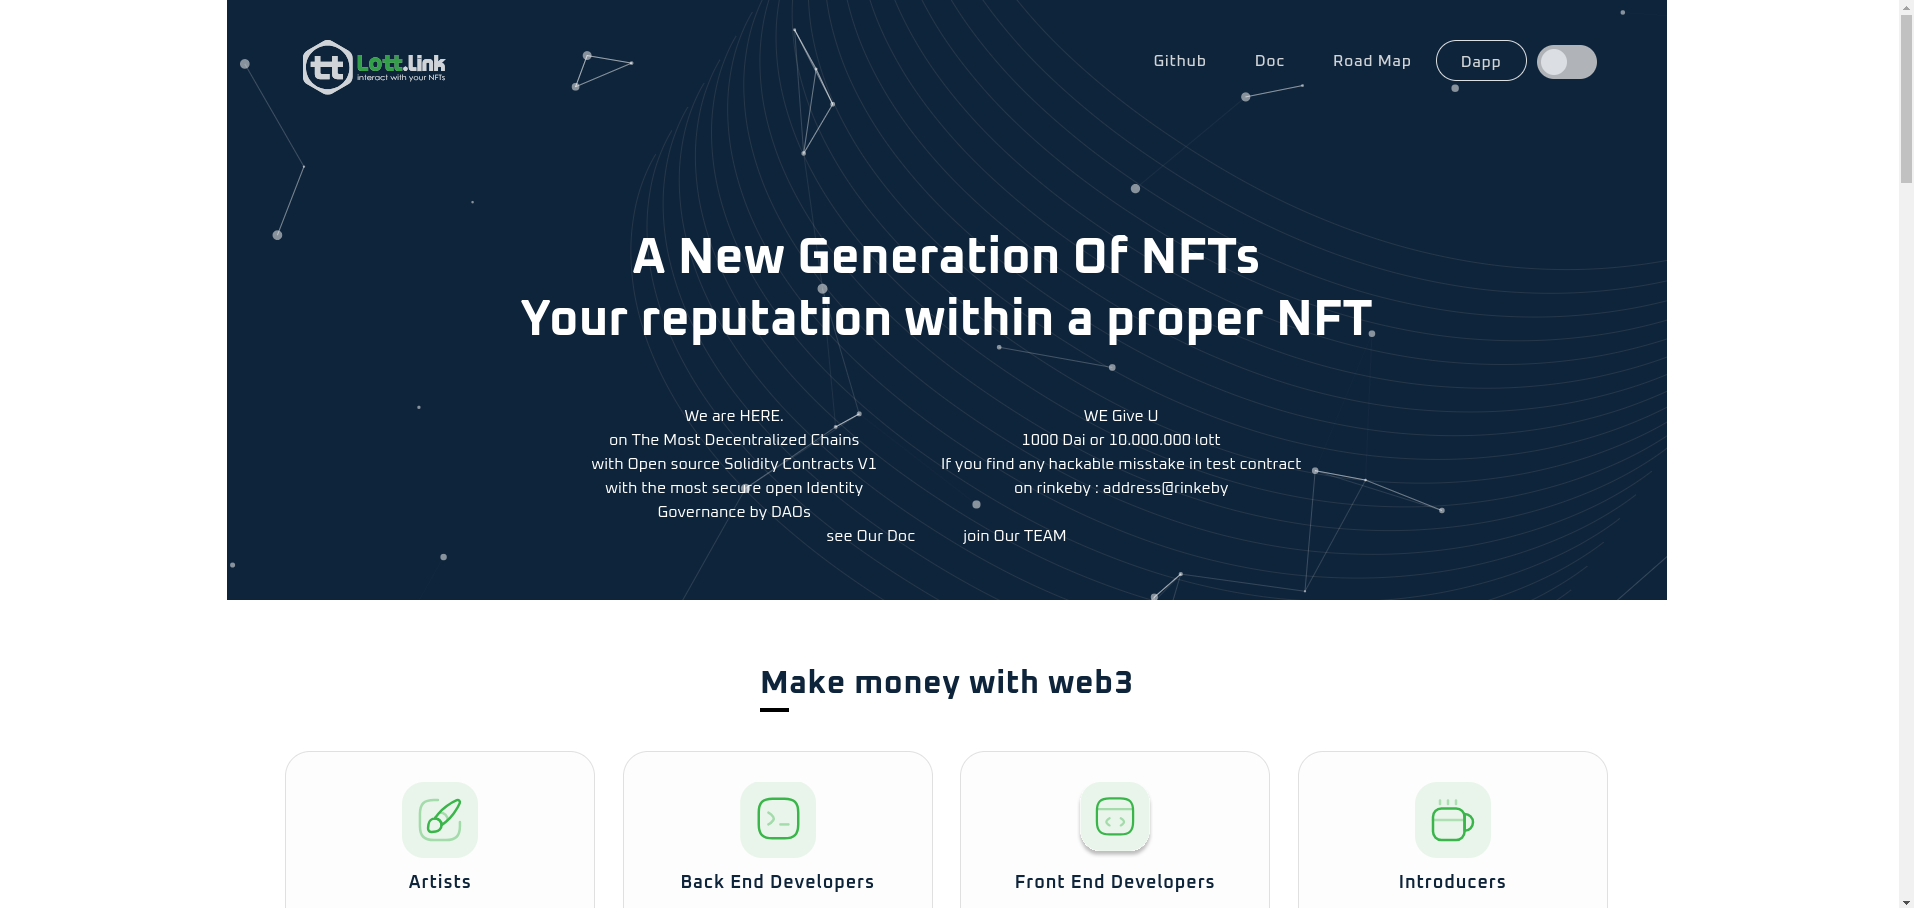 Lott.Link
interact with your NFTs
Github
Doc
Road Map
Dapp
A New Generation Of NFTs
Your reputation within a proper NFT
We are HERE.
on The Most Decentralized Chains
with Open source Solidity Contracts V1
with the most secure open Identity
Governance by DAOs
WE Give U
1000 Dai or 10.000.000 lott
If you find any hackable misstake in test contract
on rinkeby : address@rinkeby
see Our Doc
join Our TEAM
Make money with web3
Artists
Back End Developers
Front End Developers
Introducers